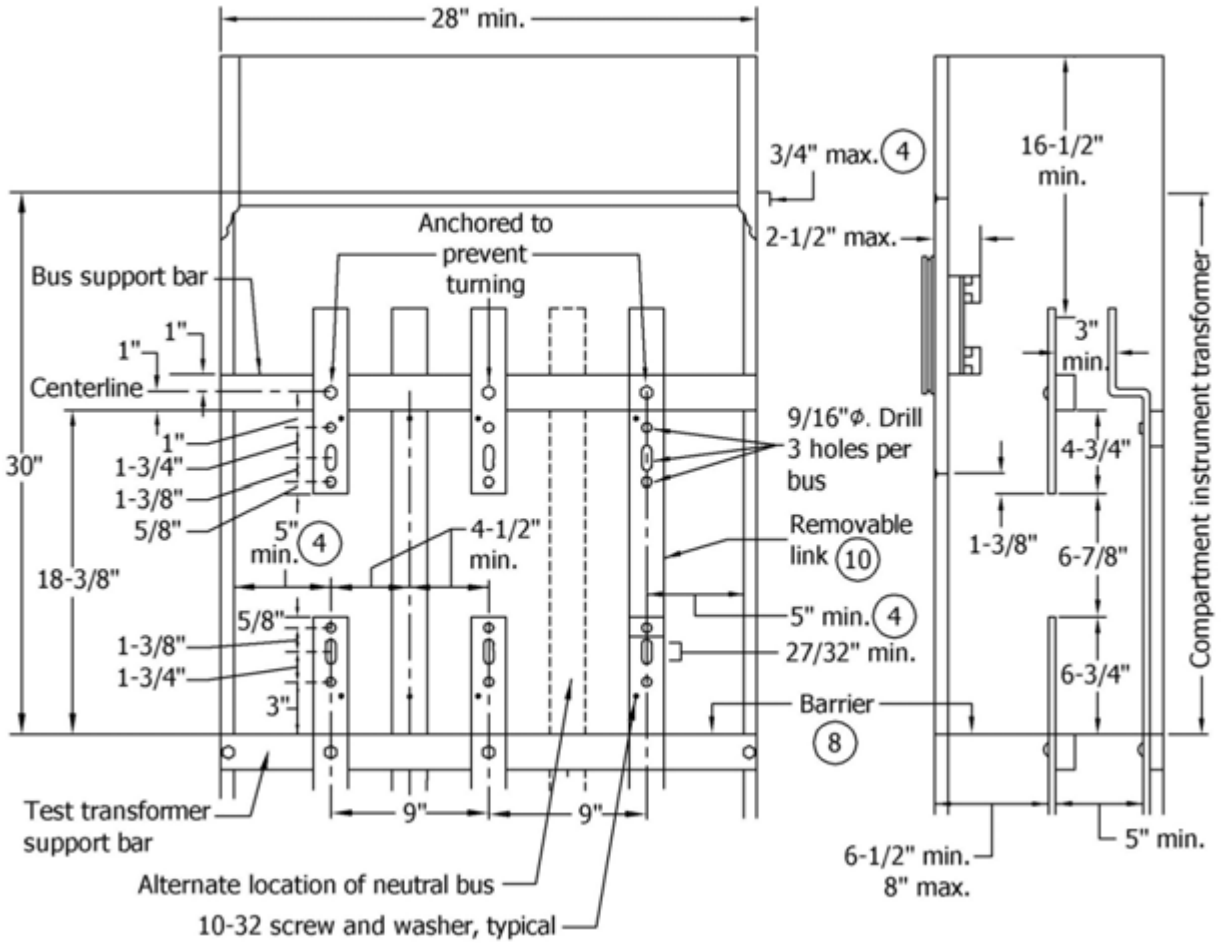 28" min.
3/4" max. 4
16-1/2"
min.
Anchored to
prevent
turning
2-1/2" max.
Bus support bar
1"
1"
Centerline
3"
min.
30"
1"
1-3/4"
1-3/8"
5/8"
9/16"ø. Drill
3 holes per
bus
4-3/4"
Compartment instrument transformer
5"
min. 4
4-1/2"
min.
Removable
link 10
1-3/8"
6-7/8"
18-3/8"
5/8"
1-3/8"
1-3/4"
3"
5" min. 4
27/32" min.
6-3/4"
Barrier
8
Test transformer
support bar
9"
9"
5" min.
6-1/2" min.
8" max.
Alternate location of neutral bus
10-32 screw and washer, typical